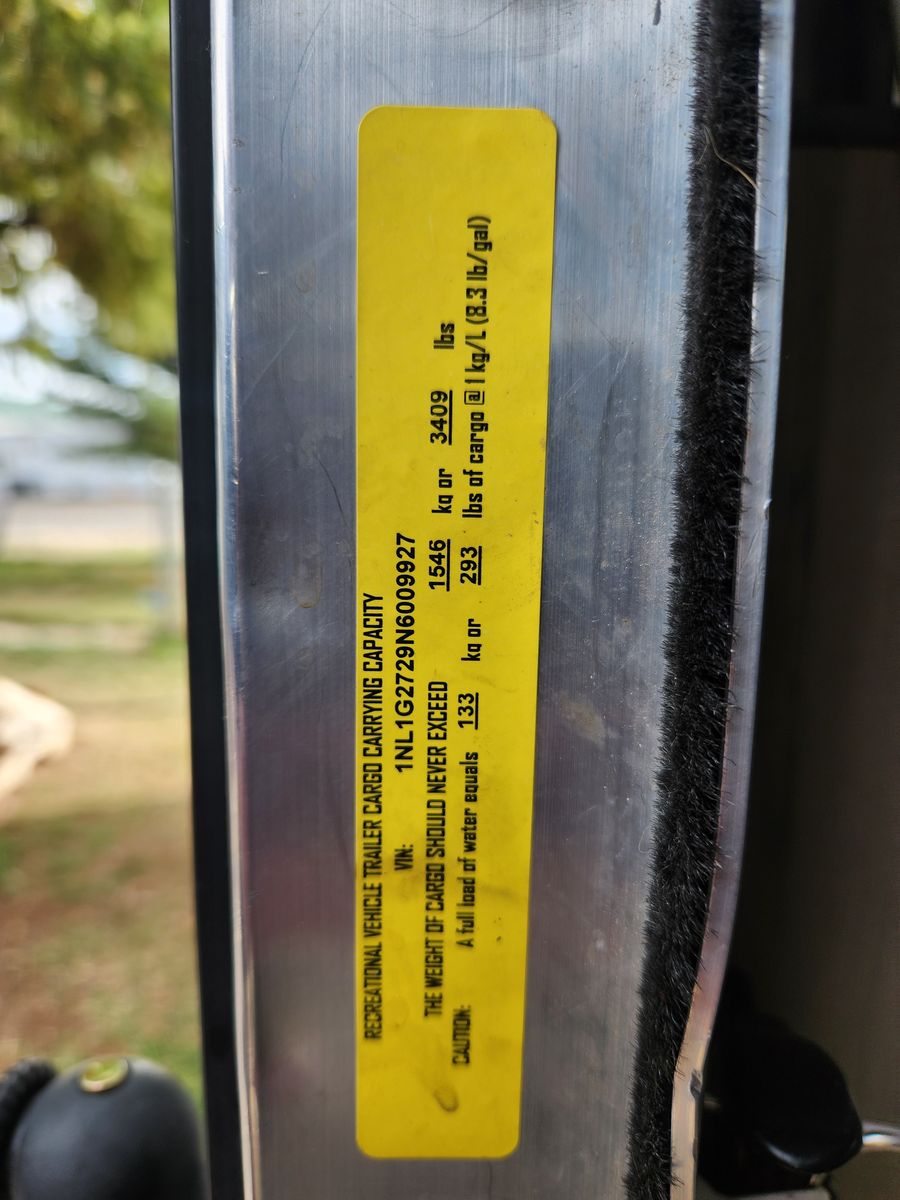 RECREATIONAL VEHICLE TRAILER CARGO CARRYING CAPACITY
VIN: 1NL1G2729N6009927
THE WEIGHT OF CARGO SHOULD NEVER EXCEED 1546 kg or 3409 lbs
CAUTION: A full load of water equals 133 kg or 293 lbs of cargo @ 1 kg/L (8.3 lb/gal)